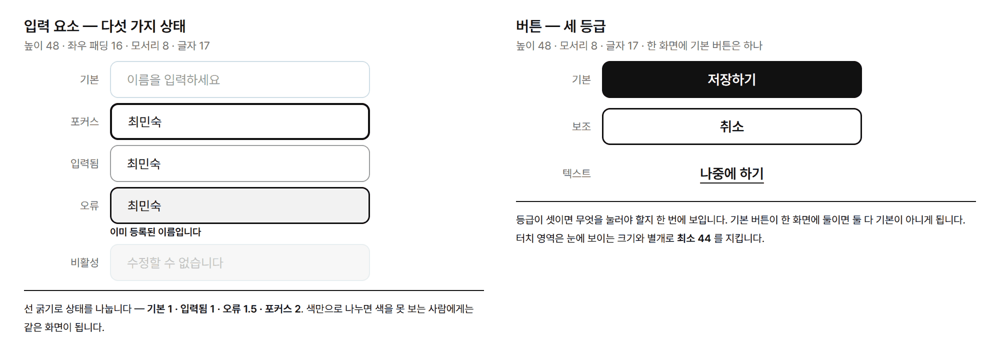 입력 요소 — 다섯 가지 상태
높이 48 · 좌우 패딩 16 · 모서리 8 · 글자 17
기본
이름을 입력하세요
포커스
최민숙
입력됨
최민숙
오류
최민숙
이미 등록된 이름입니다
비활성
수정할 수 없습니다
선 굵기로 상태를 나눕니다 — 기본 1 · 입력됨 1 · 오류 1.5 · 포커스 2. 색만으로 나누면 색을 못 보는 사람에게는
같은 화면이 됩니다.
버튼 — 세 등급
높이 48 · 모서리 8 · 글자 17 · 한 화면에 기본 버튼은 하나
기본
저장하기
보조
취소
텍스트
나중에 하기
등급이 셋이면 무엇을 눌러야 할지 한 번에 보입니다. 기본 버튼이 한 화면에 둘이면 둘 다 기본이 아니게 됩니다.
터치 영역은 눈에 보이는 크기와 별개로 최소 44 를 지킵니다.